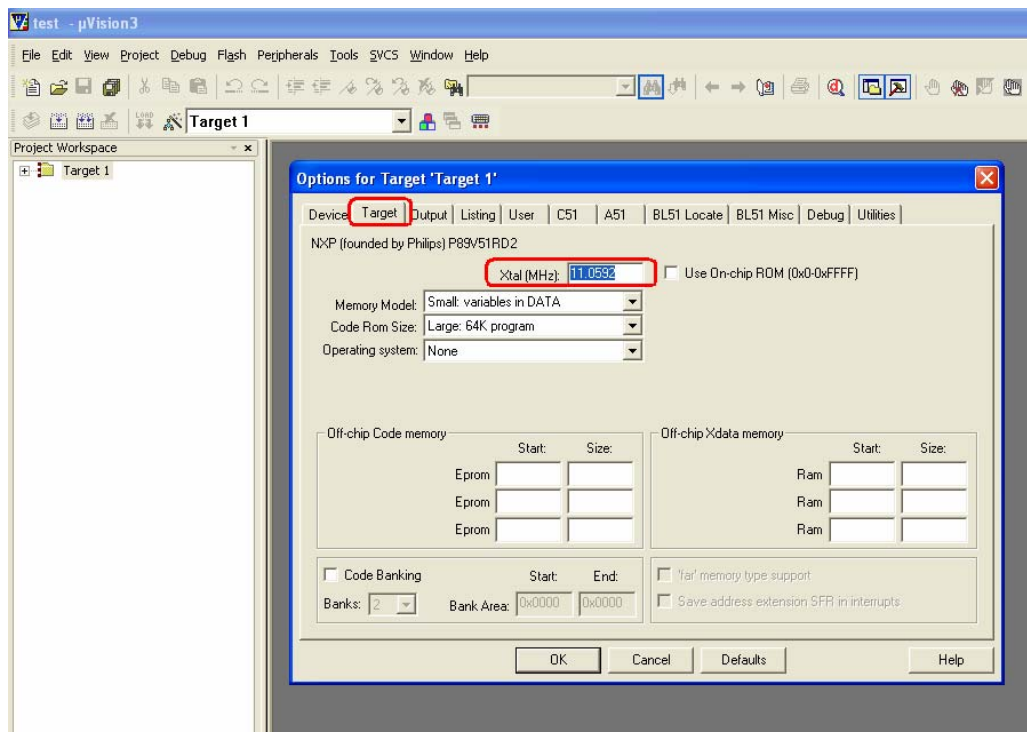 test - µVision3
File Edit View Project Debug Flash Peripherals Tools SVCS Window Help
LOAD Target 1
Project Workspace
Target 1
Options for Target 'Target 1'
Device Target Output Listing User C51 A51 BL51 Locate BL51 Misc Debug Utilities
NXP (founded by Philips) P89V51RD2
Xtal (MHz): 11.0592 Use On-chip ROM (0x0-0xFFFF)
Memory Model: Small: variables in DATA
Code Rom Size: Large: 64K program
Operating system: None
Off-chip Code memory Off-chip Xdata memory
Start: Size: Start: Size:
Eprom Ram
Eprom Ram
Eprom Ram
Code Banking Start: End: 'far' memory type support
Banks: 2 Bank Area: 0x0000 0x0000 Save address extension SFR in interrupts
OK Cancel Defaults Help